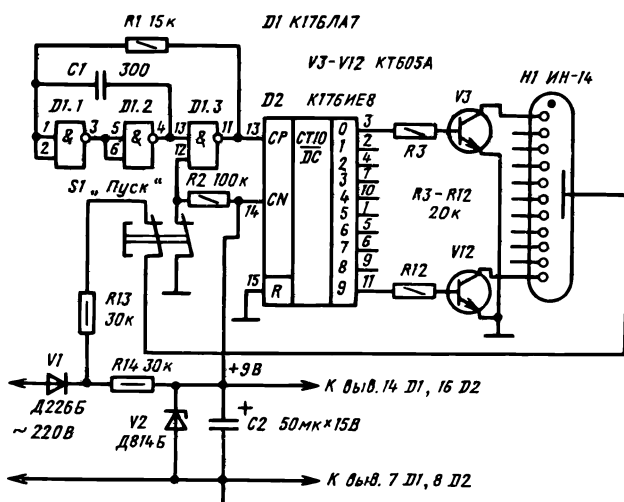 R1 15к
D1 К176ЛА7
C1 300
V3-V12 КТ605А
H1 ИН-14
D1.1
D1.2
D1.3
D2
К176ИЕ8
V3
1
2
&
3
5
6
&
4
13
12
&
11
13
CP
CT10
DC
0
3
1
2
2
4
3
7
4
10
5
1
6
5
7
6
8
9
9
11
R3
R2 100к
14
CN
S1 „Пуск“
R3-R12
20к
V12
R12
15
R
R13
30к
V1
R14 30к
+9В
К выв. 14 D1, 16 D2
Д226Б
~220В
V2
Д814Б
+
C2 50мк×15В
К выв. 7 D1, 8 D2